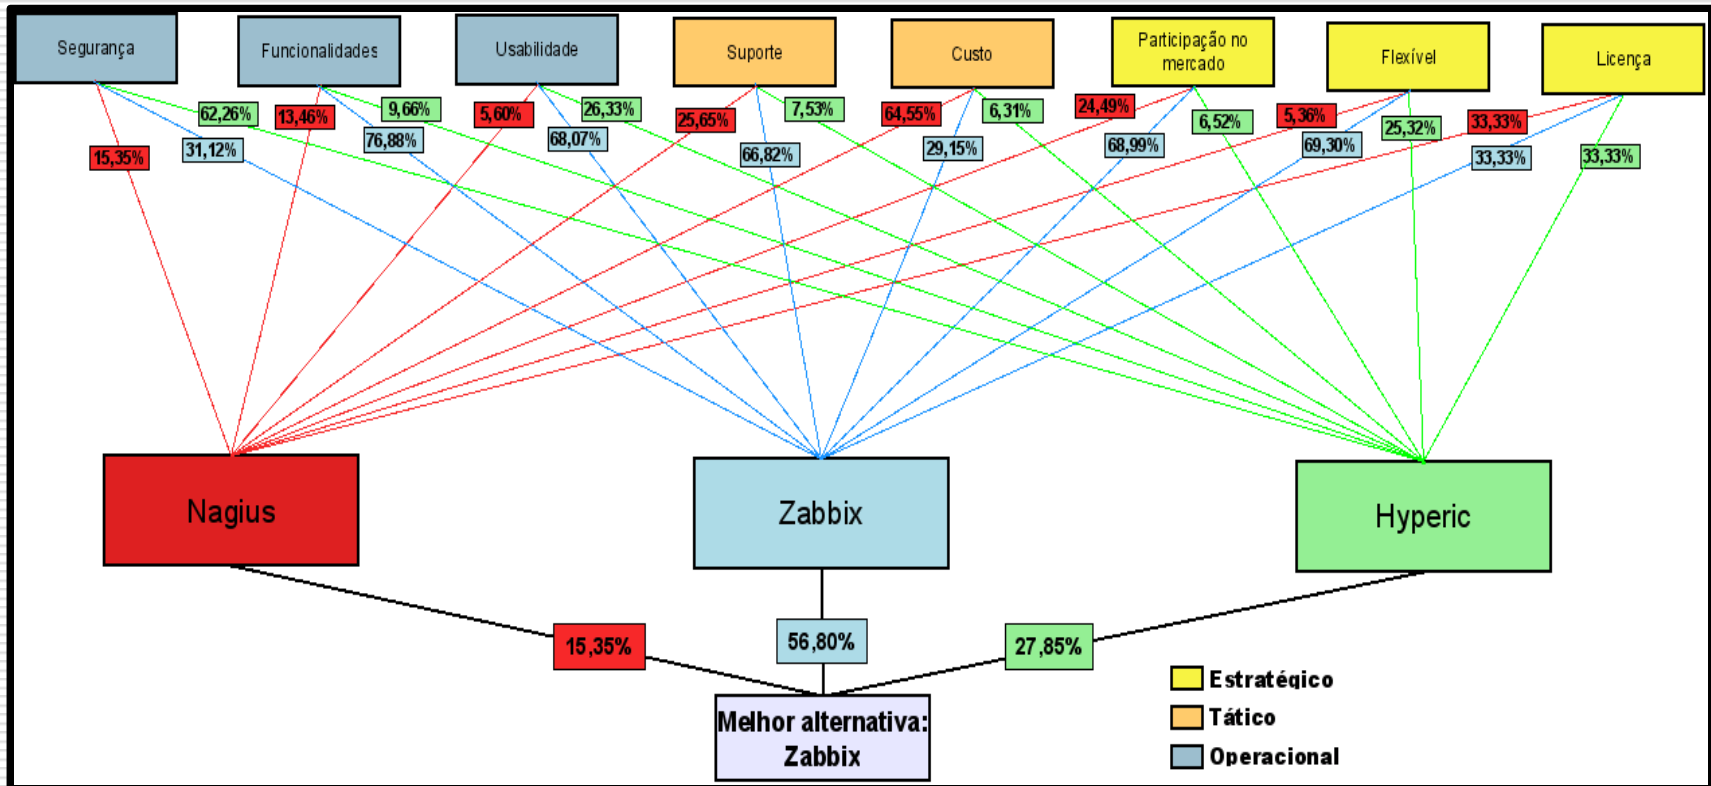 Segurança
Funcionalidades
Usabilidade
Suporte
Custo
Participação no
mercado
Flexível
Licença
62,26%
13,46%
9,66%
5,60%
26,33%
25,65%
7,53%
64,55%
6,31%
24,49%
6,52%
5,36%
25,32%
33,33%
15,35%
31,12%
76,88%
68,07%
66,82%
29,15%
68,99%
69,30%
33,33%
33,33%
Nagius
Zabbix
Hyperic
15,35%
56,80%
27,85%
Melhor alternativa:
Zabbix
Estratégico
Tático
Operacional